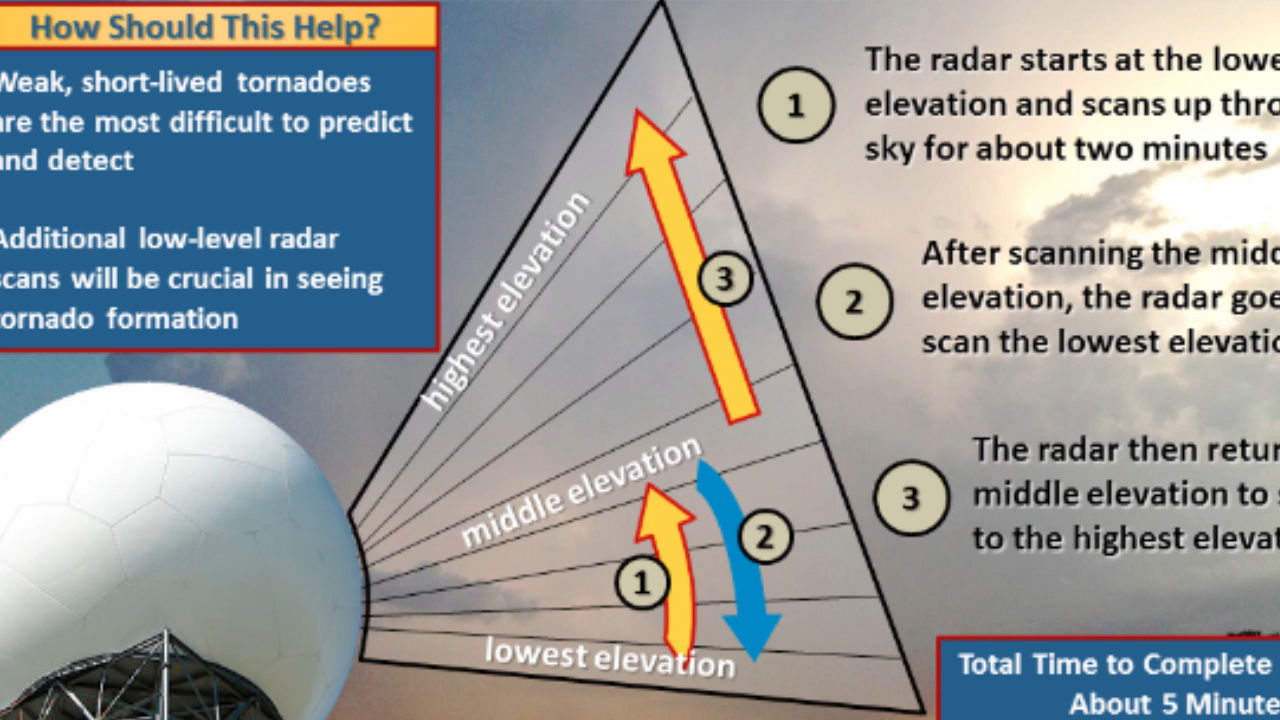 How Should This Help?
Weak, short-lived tornadoes
are the most difficult to predict
and detect
Additional low-level radar
scans will be crucial in seeing
tornado formation
highest elevation
middle elevation
lowest elevation
3
1
2
1
The radar starts at the lowe
elevation and scans up thro
sky for about two minutes
2
After scanning the midd
elevation, the radar goe
scan the lowest elevatio
3
The radar then retur
middle elevation to
to the highest elevat
Total Time to Complete
About 5 Minute